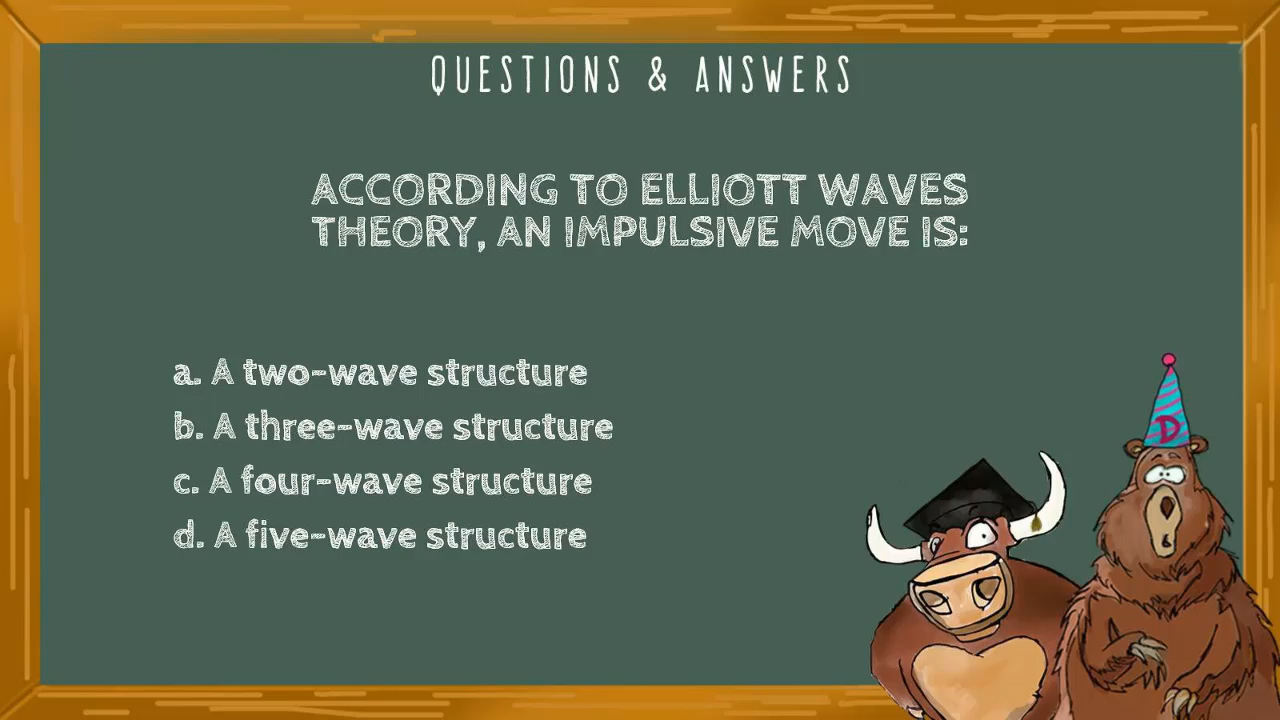 QUESTIONS & ANSWERS
ACCORDING TO ELLIOTT WAVES
THEORY, AN IMPULSIVE MOVE IS:
a. A two-wave structure
b. A three-wave structure
c. A four-wave structure
d. A five-wave structure
D